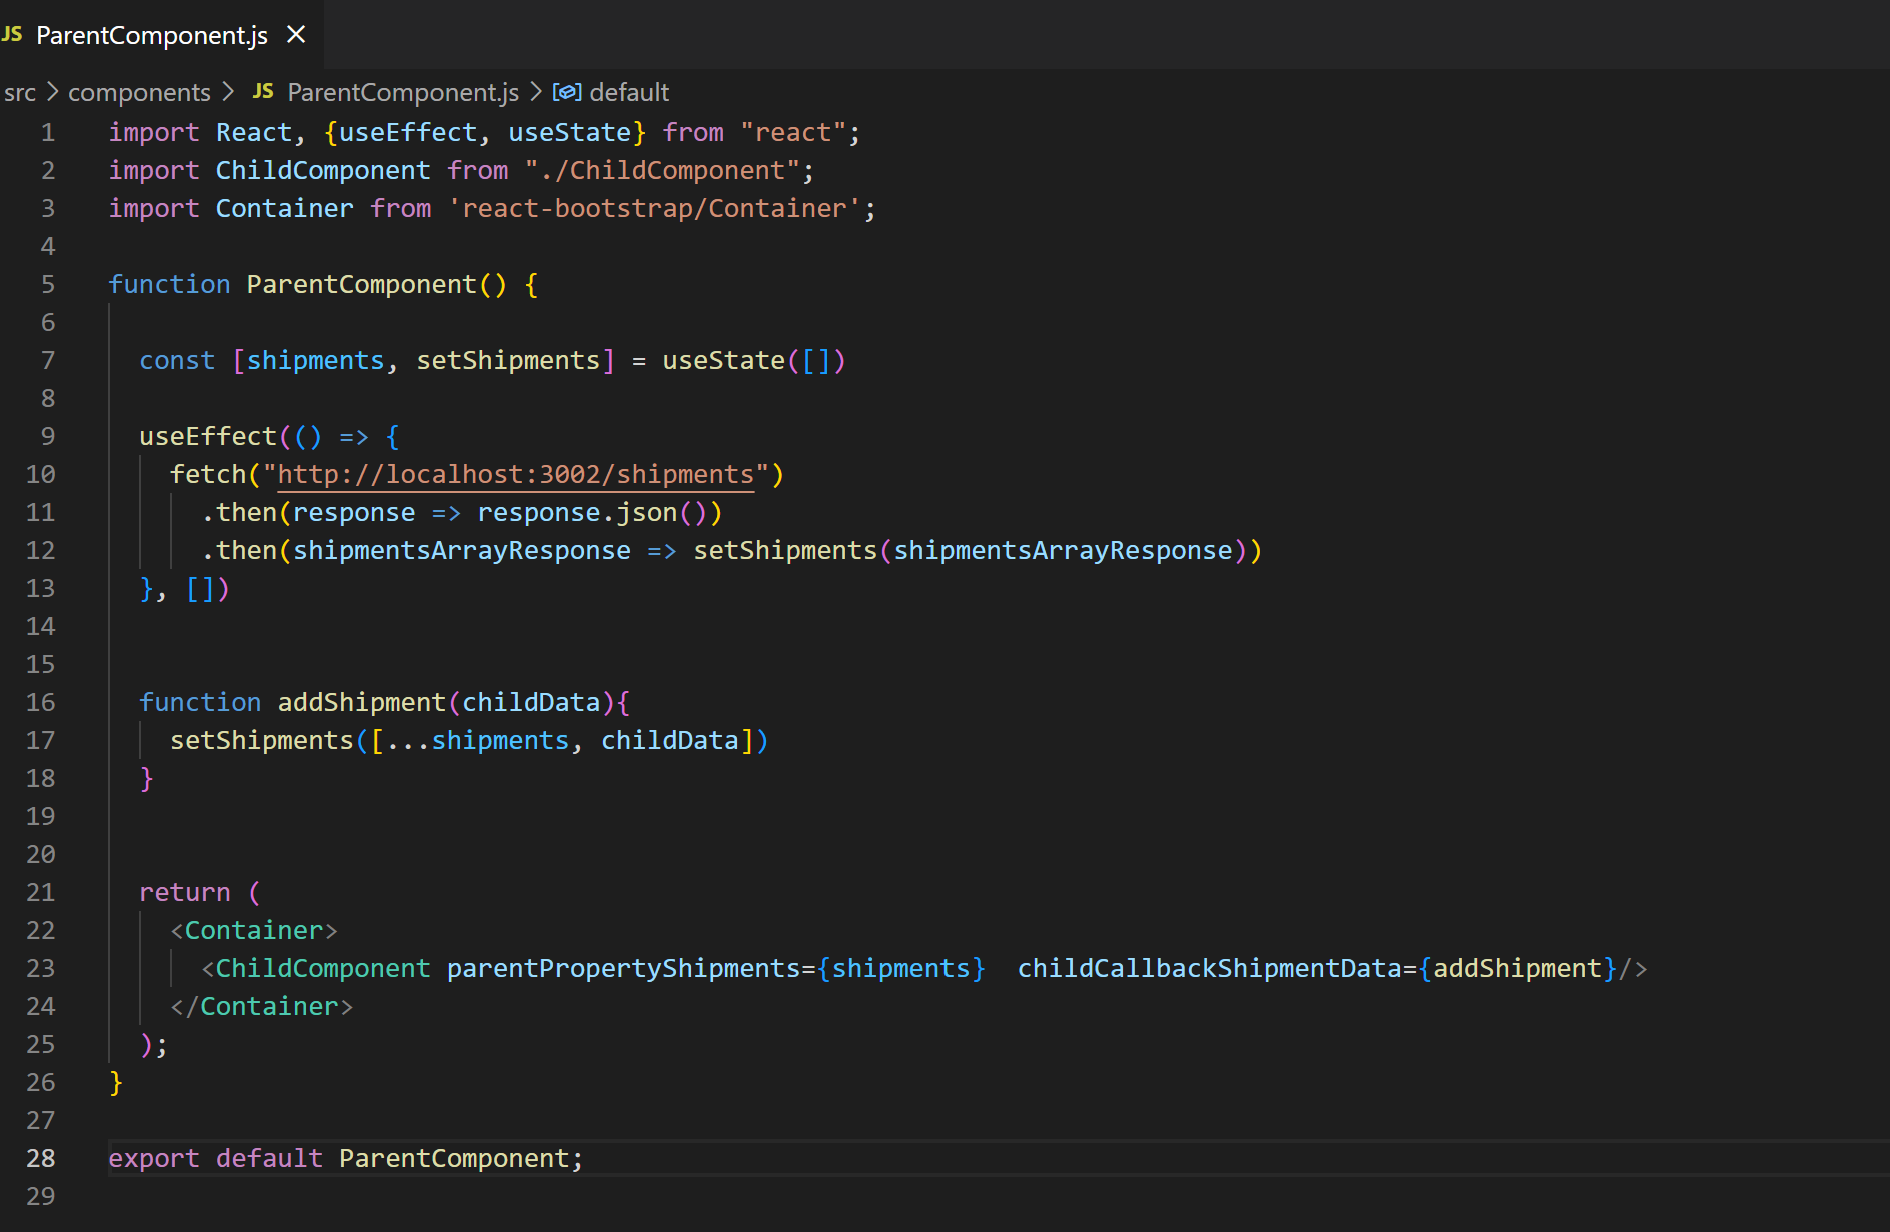 JS ParentComponent.js ×
src > components > JS ParentComponent.js > default
1 import React, {useEffect, useState} from "react";
2 import ChildComponent from "./ChildComponent";
3 import Container from 'react-bootstrap/Container';
4
5 function ParentComponent() {
6
7   const [shipments, setShipments] = useState([])
8
9   useEffect(() => {
10     fetch("http://localhost:3002/shipments")
11       .then(response => response.json())
12       .then(shipmentsArrayResponse => setShipments(shipmentsArrayResponse))
13   }, [])
14
15
16   function addShipment(childData){
17     setShipments([...shipments, childData])
18   }
19
20
21   return (
22     <Container>
23       <ChildComponent parentPropertyShipments={shipments}  childCallbackShipmentData={addShipment}/>
24     </Container>
25   );
26 }
27
28 export default ParentComponent;
29